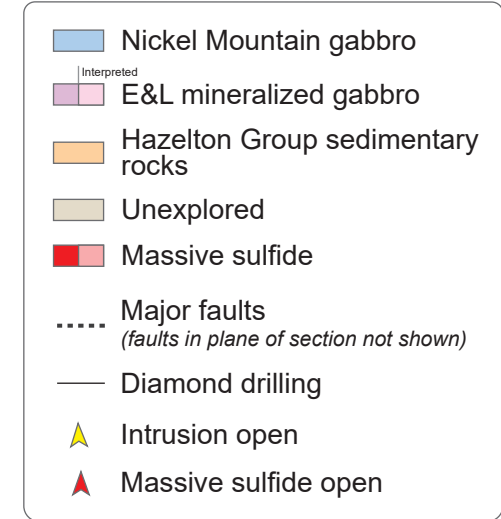 Nickel Mountain gabbro
Interpreted
E&L mineralized gabbro
Hazelton Group sedimentary
rocks
Unexplored
Massive sulfide
Major faults
(faults in plane of section not shown)
Diamond drilling
Intrusion open
Massive sulfide open